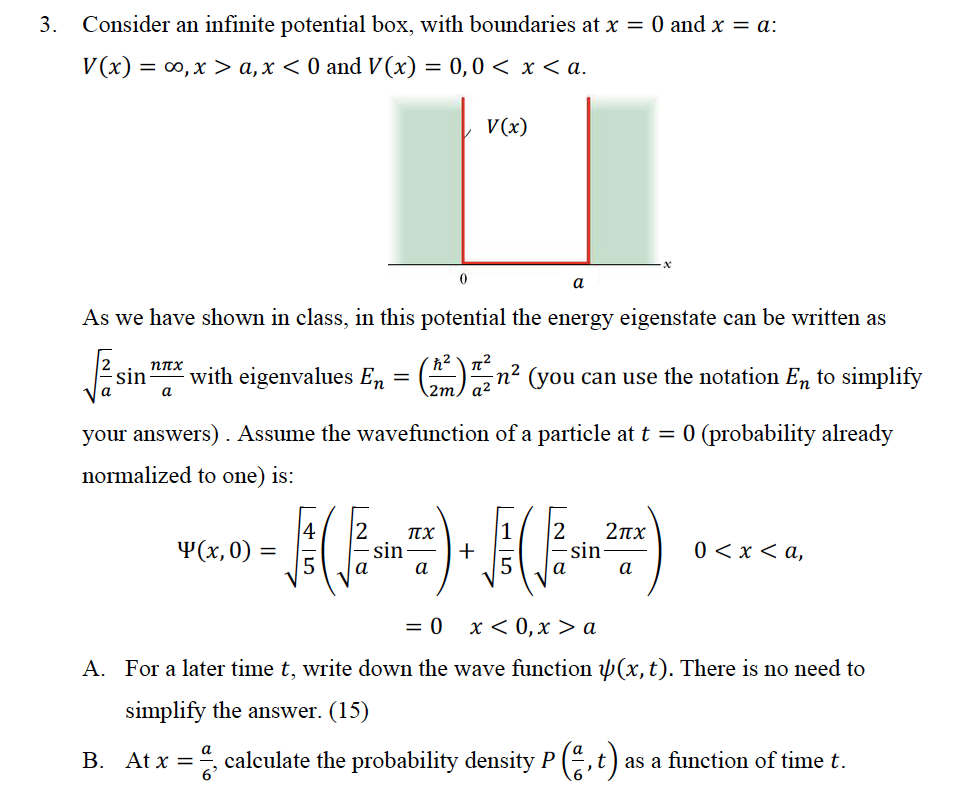 3. Consider an infinite potential box, with boundaries at x = 0 and x = a:
V(x) = ∞, x > a, x < 0 and V(x) = 0, 0 < x < a.
V(x)
x
0
a
As we have shown in class, in this potential the energy eigenstate can be written as
√(2/a) sin nπx/a with eigenvalues Eₙ = (ℏ²/2m) π²/a² n² (you can use the notation Eₙ to simplify
your answers) . Assume the wavefunction of a particle at t = 0 (probability already
normalized to one) is:
Ψ(x, 0) = √(4/5) (√(2/a) sin πx/a) + √(1/5) (√(2/a) sin 2πx/a) 0 < x < a,
= 0 x < 0, x > a
A. For a later time t, write down the wave function ψ(x, t). There is no need to
simplify the answer. (15)
B. At x = a/6, calculate the probability density P (a/6, t) as a function of time t.